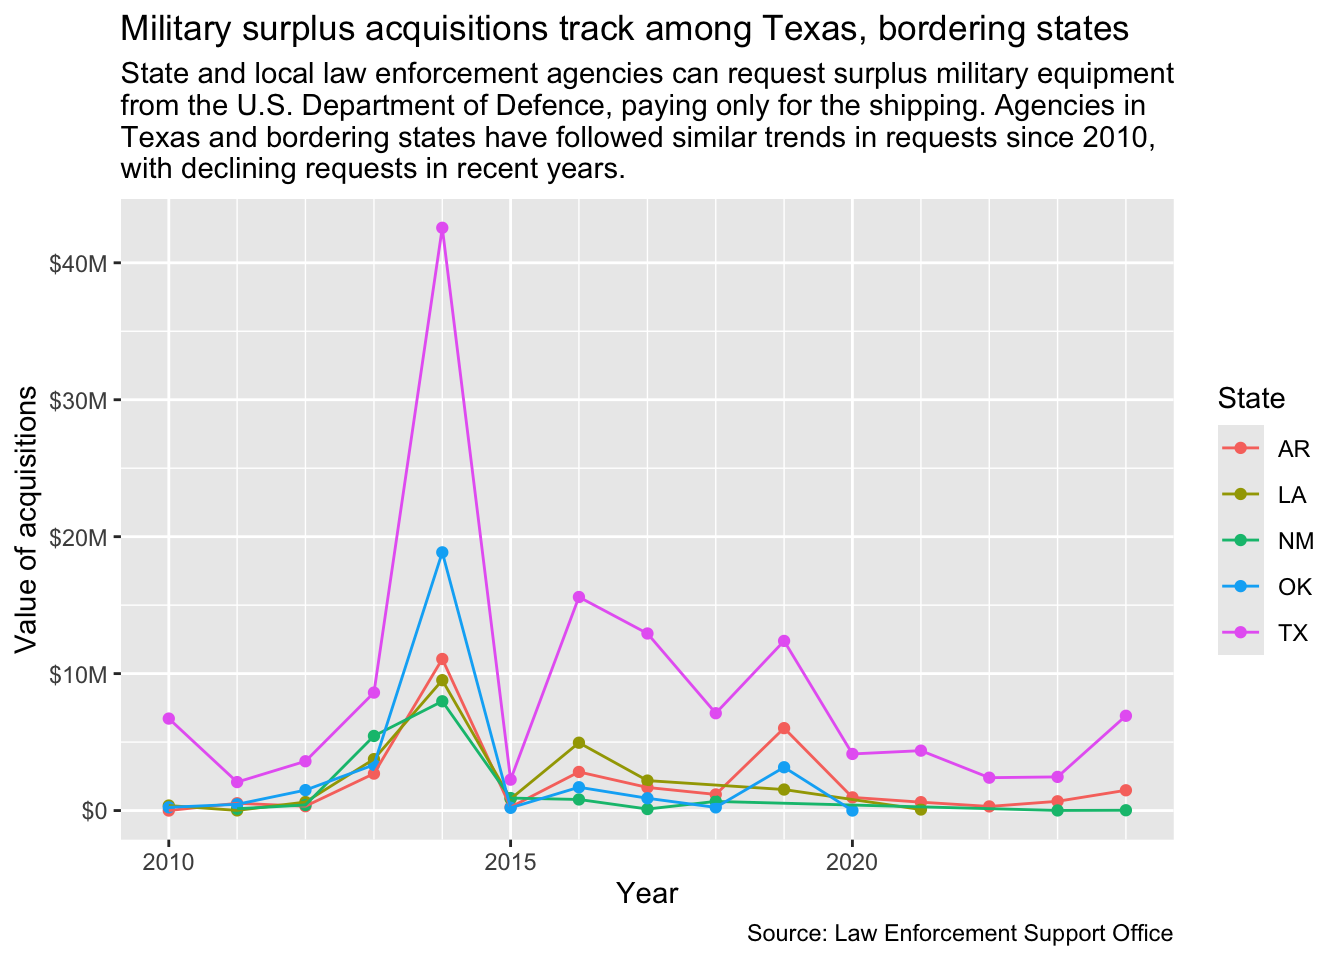 Military surplus acquisitions track among Texas, bordering states
State and local law enforcement agencies can request surplus military equipment
from the U.S. Department of Defence, paying only for the shipping. Agencies in
Texas and bordering states have followed similar trends in requests since 2010,
with declining requests in recent years.
$40M
$30M
$20M
$10M
$0
Value of acquisitions
2010
2015
2020
Year
State
AR
LA
NM
OK
TX
Source: Law Enforcement Support Office